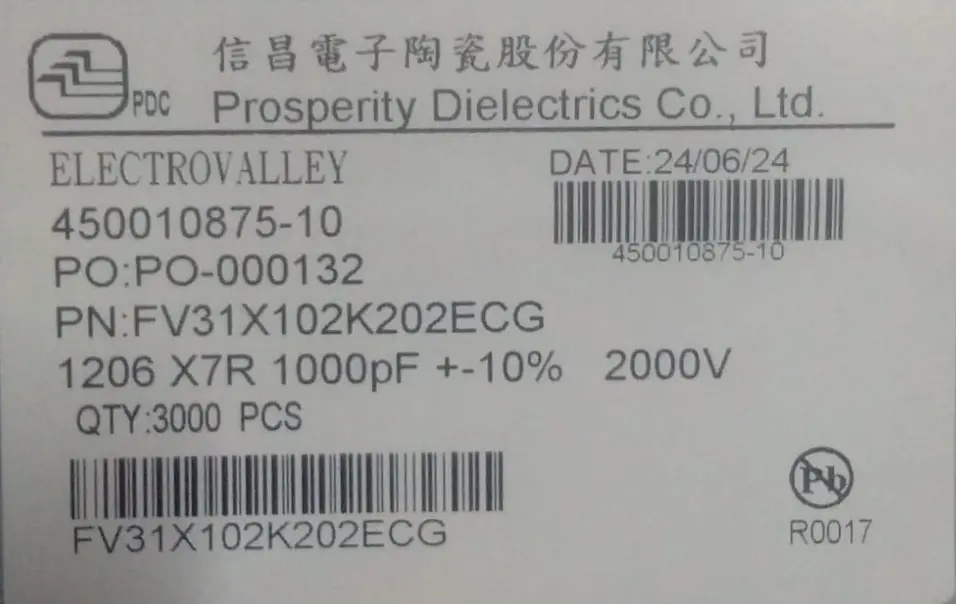 信昌電子陶瓷股份有限公司
PDC
Prosperity Dielectrics Co., Ltd.
ELECTROVALLEY
DATE:24/06/24
450010875-10
450010875-10
PO:PO-000132
PN:FV31X102K202ECG
1206 X7R 1000pF +-10% 2000V
QTY:3000 PCS
FV31X102K202ECG
Pb
R0017